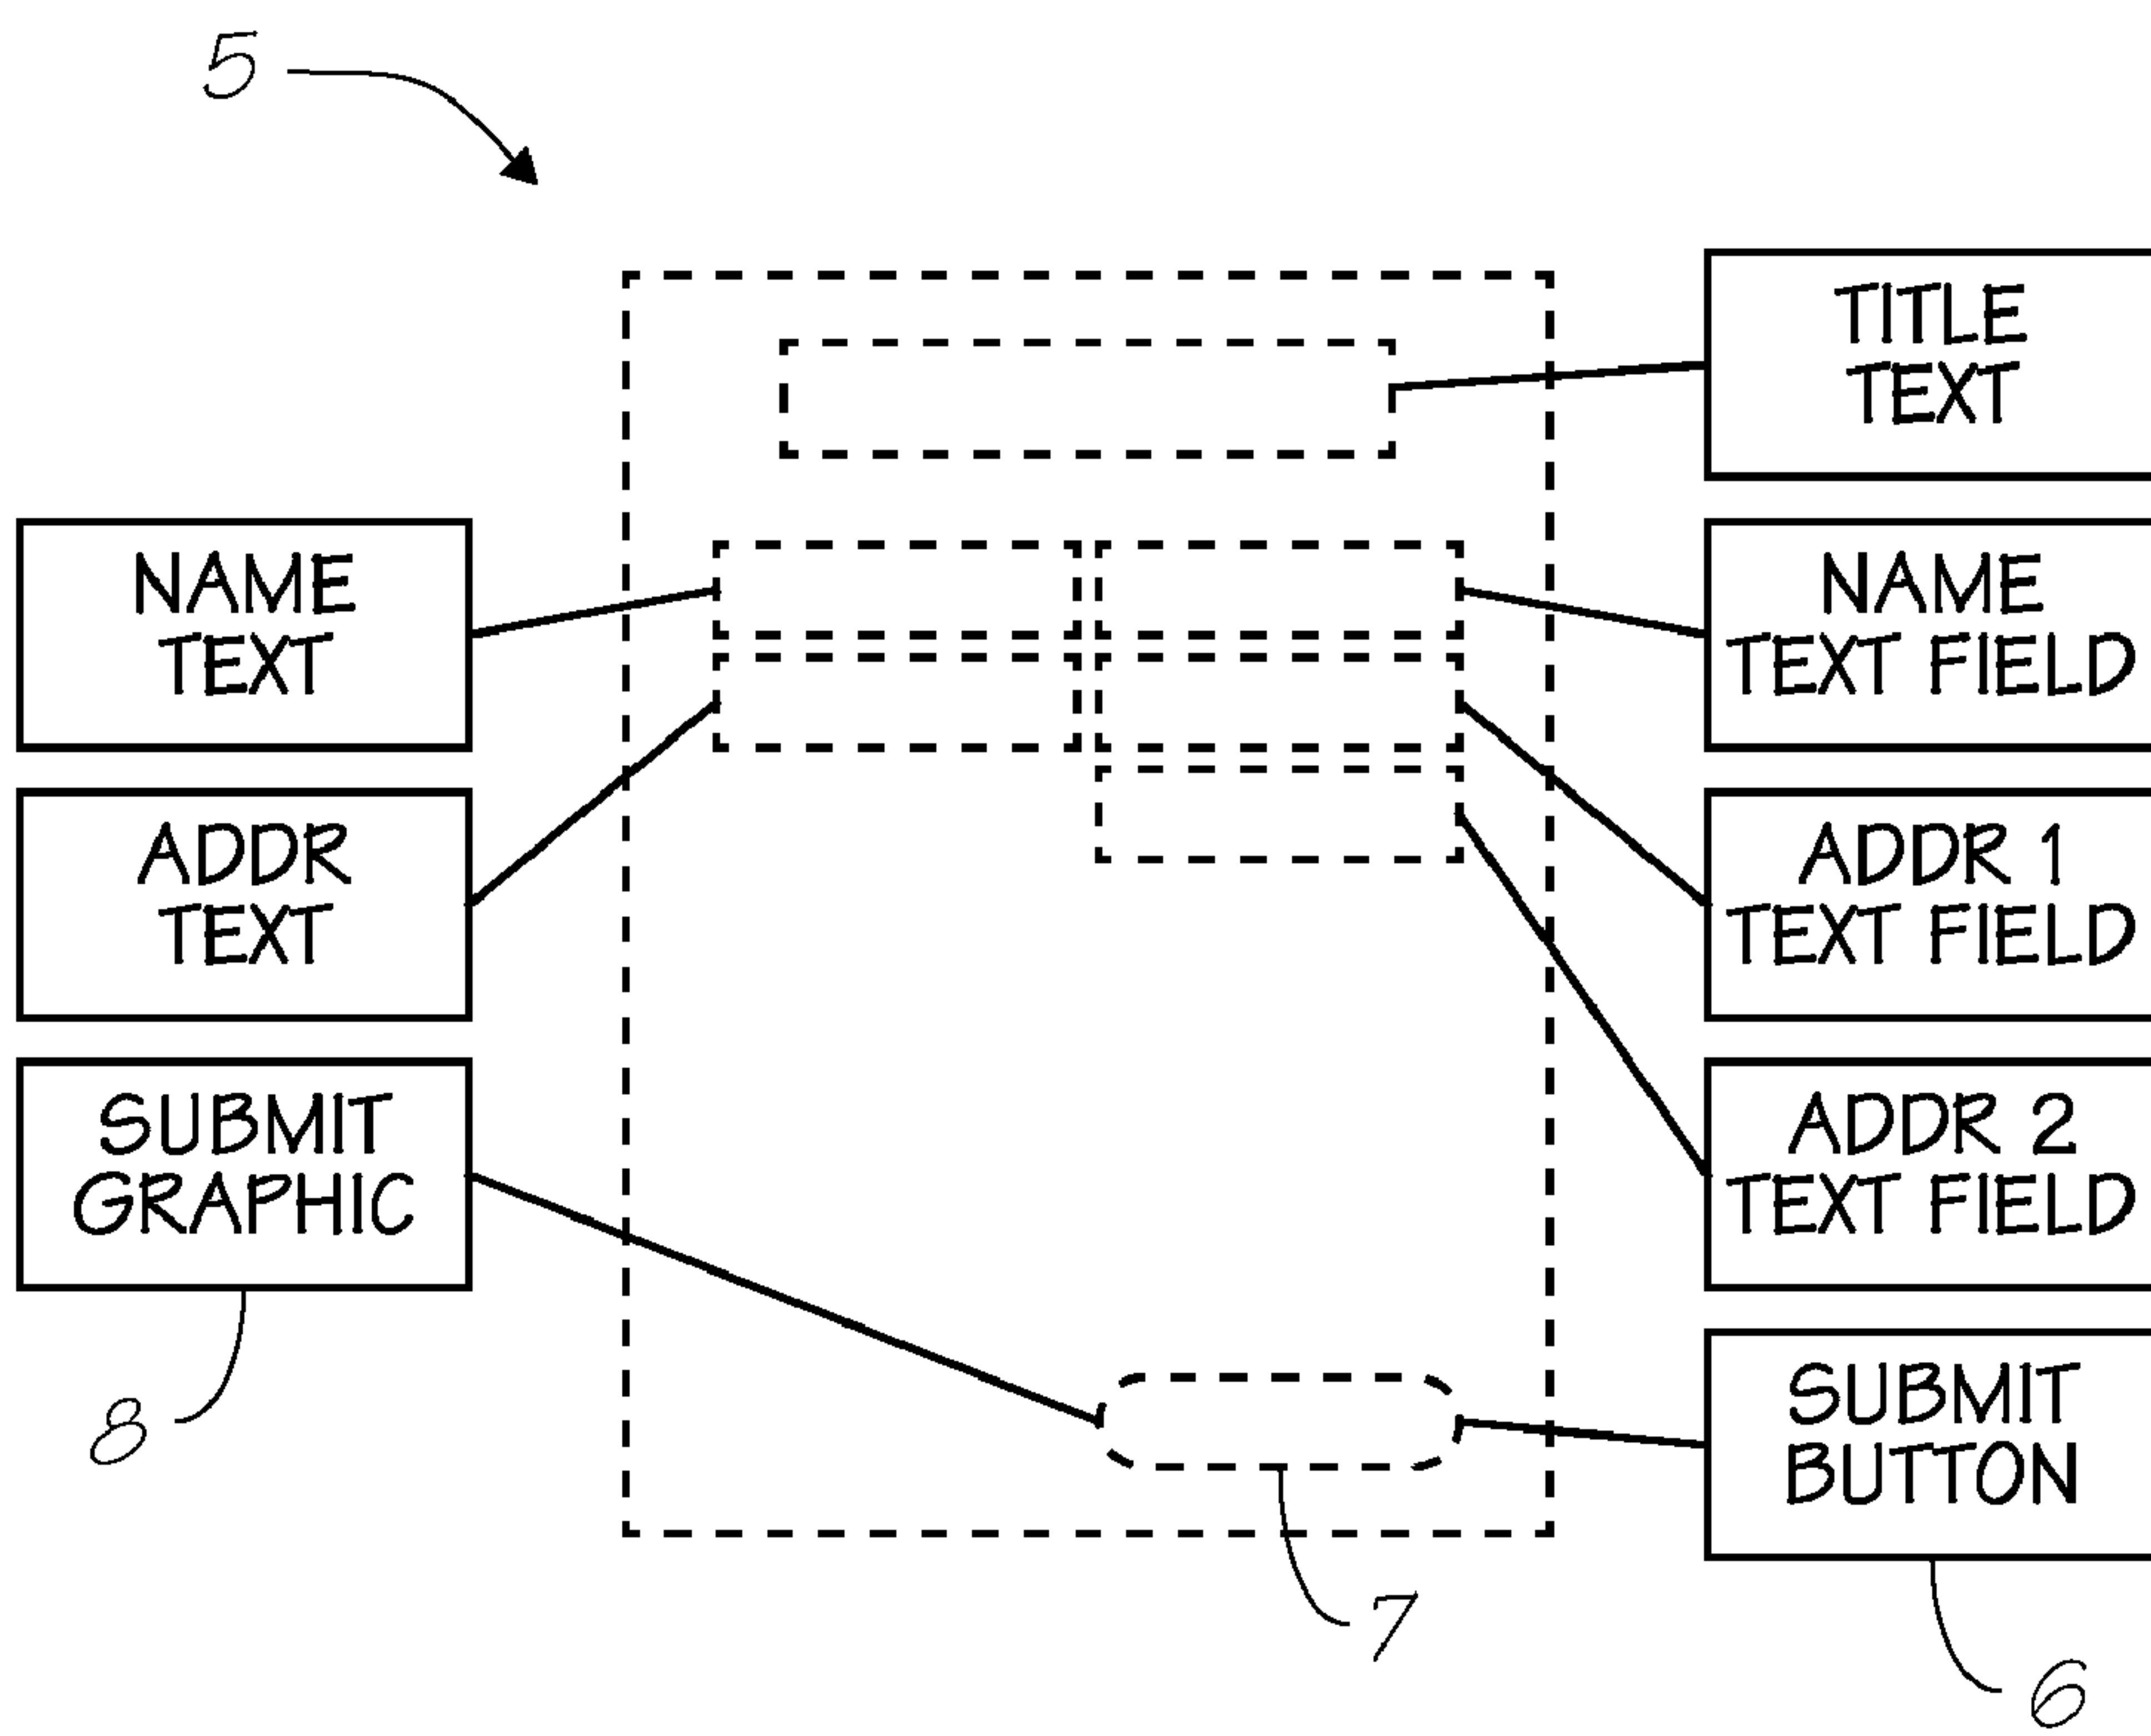 5
TITLE
TEXT
NAME
TEXT
NAME
TEXT FIELD
ADDR
TEXT
ADDR 1
TEXT FIELD
SUBMIT
GRAPHIC
ADDR 2
TEXT FIELD
SUBMIT
BUTTON
8
7
6